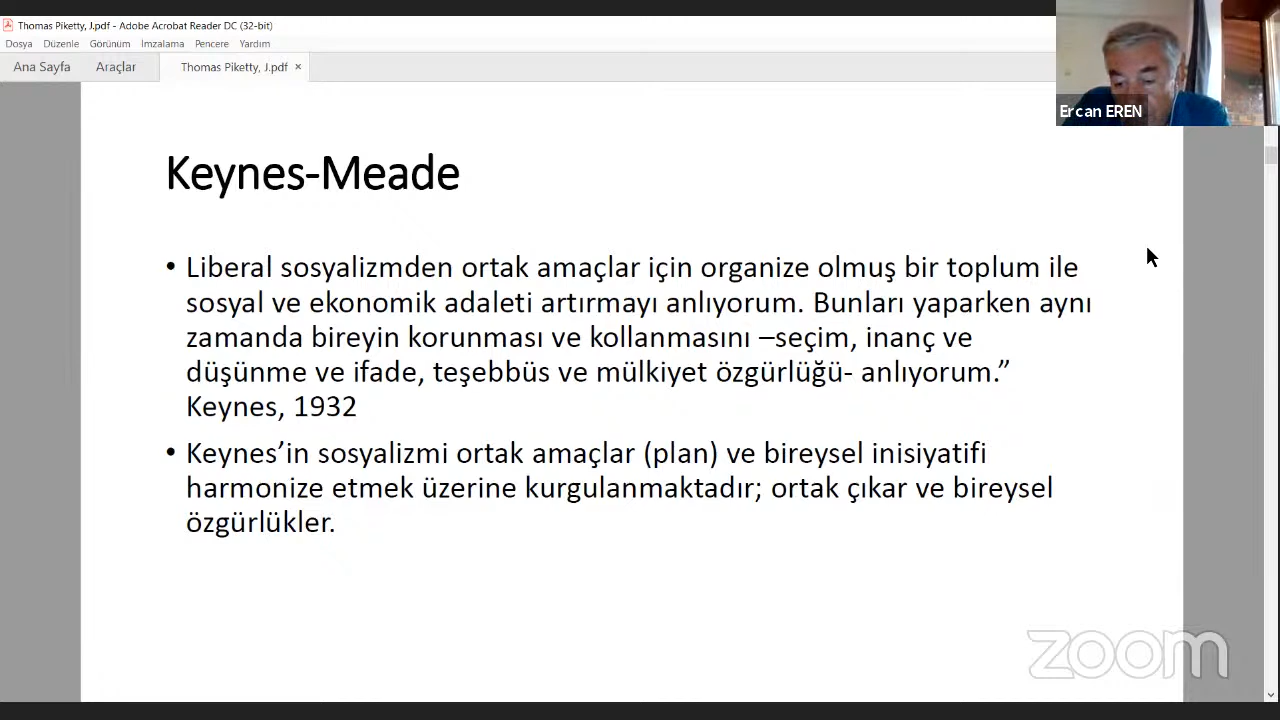 Thomas Piketty, J.pdf - Adobe Acrobat Reader DC (32-bit)
Dosya Düzenle Görünüm İmzalama Pencere Yardım
Ana Sayfa Araçlar Thomas Piketty, J.pdf ×
Ercan EREN
Keynes-Meade
• Liberal sosyalizmden ortak amaçlar için organize olmuş bir toplum ile
sosyal ve ekonomik adaleti artırmayı anlıyorum. Bunları yaparken aynı
zamanda bireyin korunması ve kollanmasını –seçim, inanç ve
düşünme ve ifade, teşebbüs ve mülkiyet özgürlüğü- anlıyorum.”
Keynes, 1932
• Keynes’in sosyalizmi ortak amaçlar (plan) ve bireysel inisiyatifi
harmonize etmek üzerine kurgulanmaktadır; ortak çıkar ve bireysel
özgürlükler.
zoom